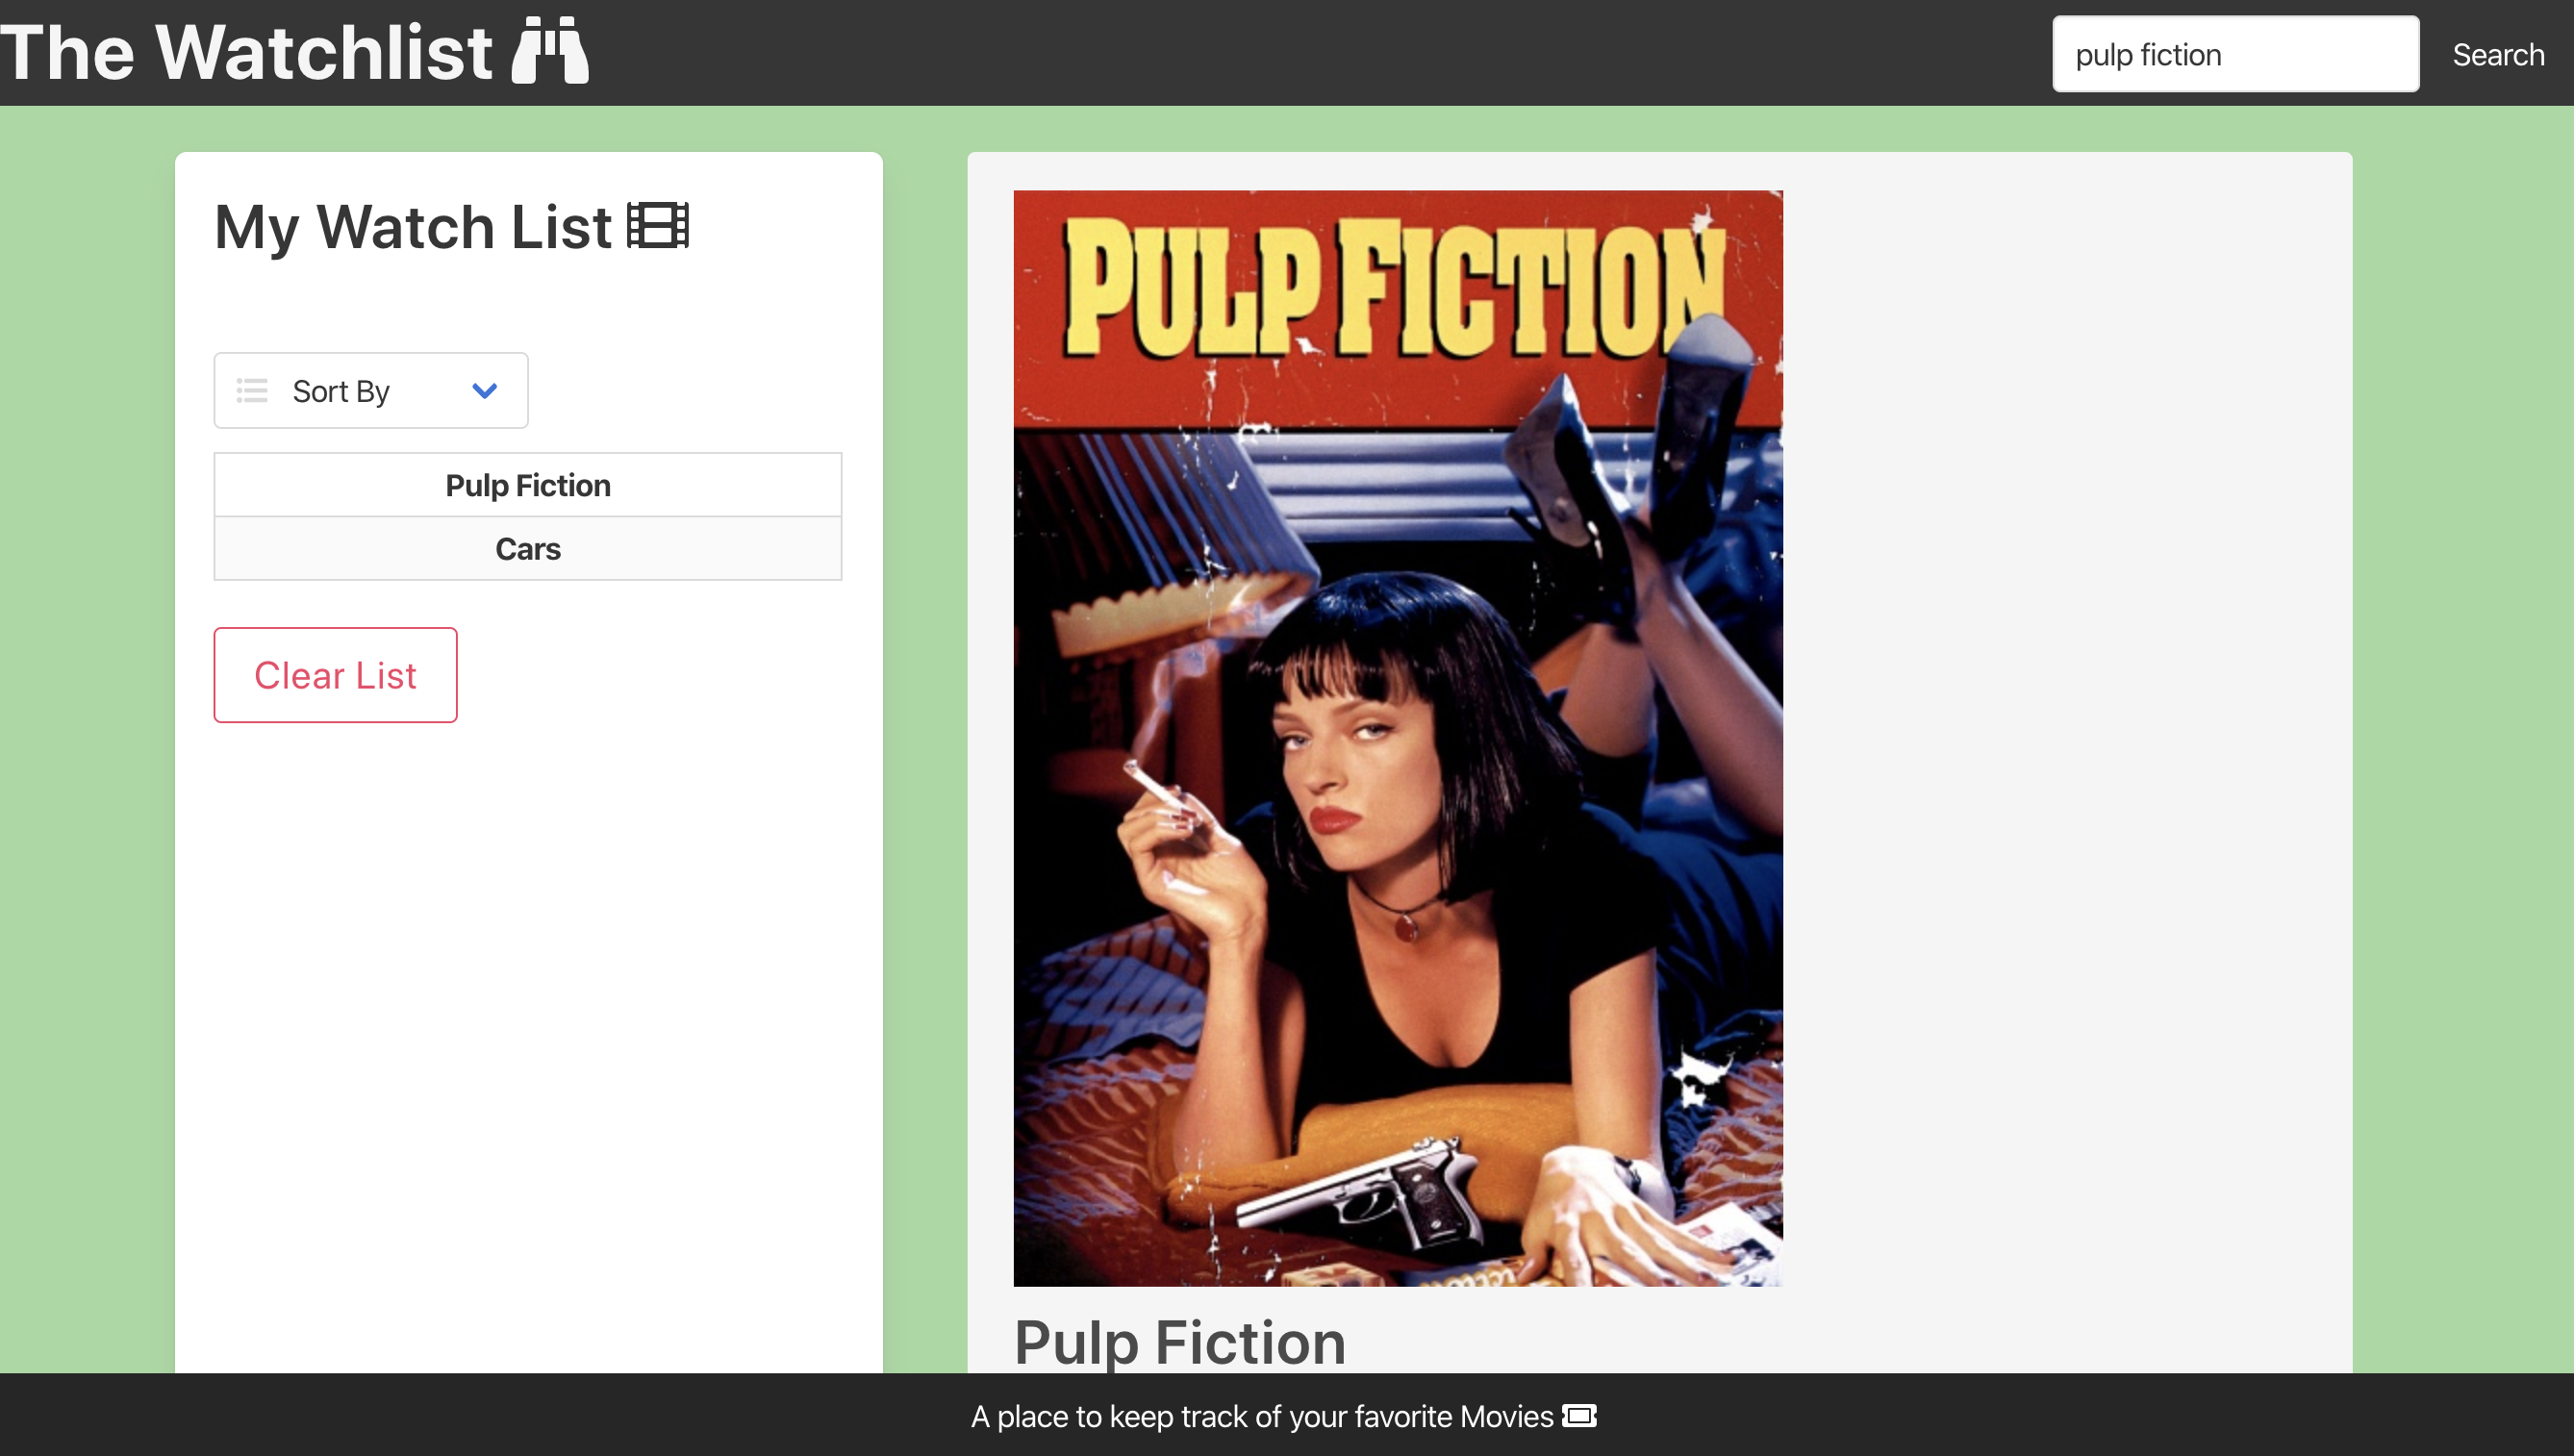 The Watchlist
pulp fiction
Search
My Watch List
Sort By
Pulp Fiction
Cars
Clear List
PULP FICTION
Pulp Fiction
A place to keep track of your favorite Movies